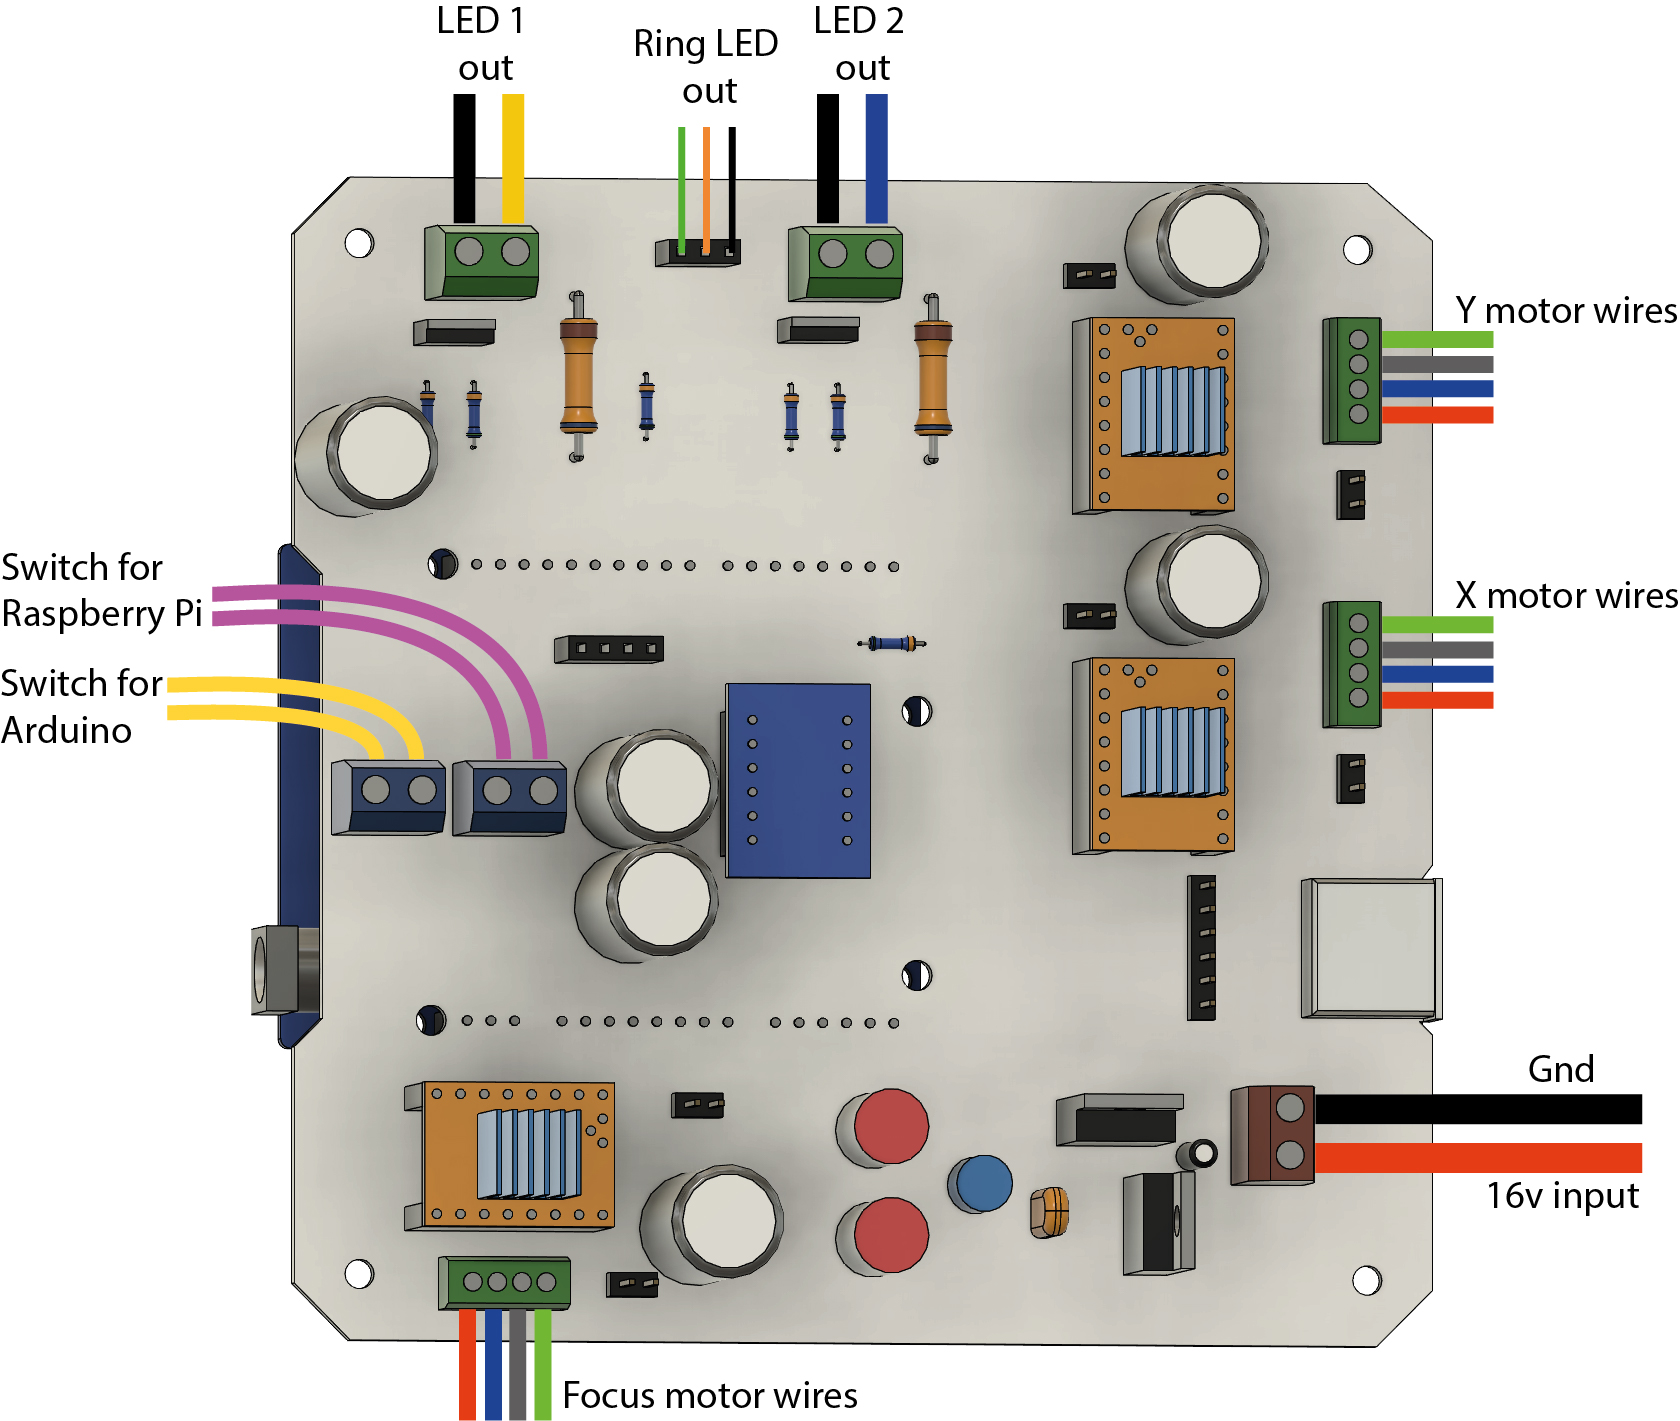 LED 1
out
Ring LED
out
LED 2
out
Y motor wires
Switch for
Raspberry Pi
X motor wires
Switch for
Arduino
Gnd
16v input
Focus motor wires